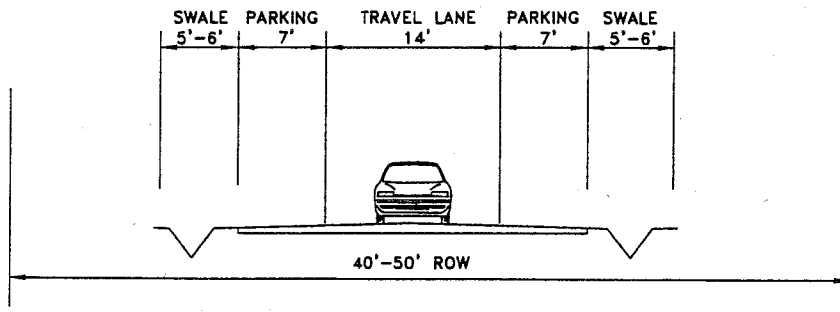 SWALE PARKING TRAVEL LANE PARKING SWALE
5'-6' 7' 14' 7' 5'-6'
40'-50' ROW